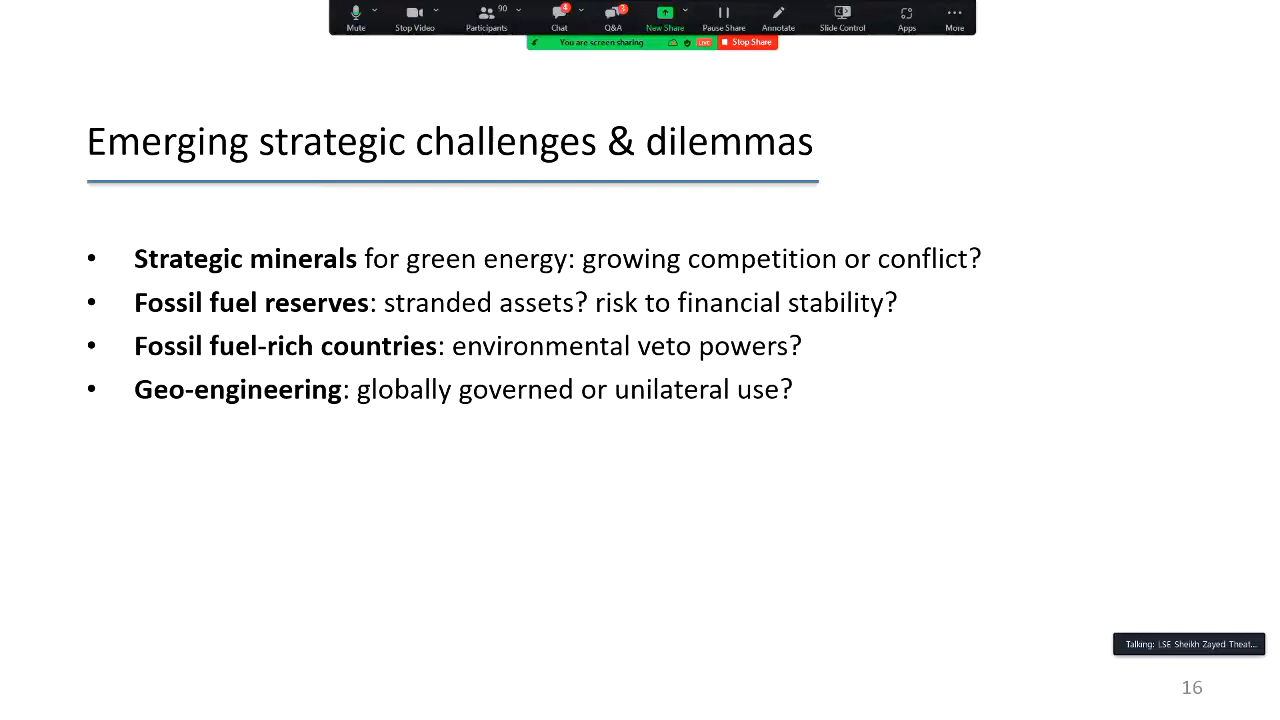 Mute
Stop Video
Participants
90
Chat
4
Q&A
3
New Share
Pause Share
Annotate
Slide Control
Apps
More
You are screen sharing
LIVE
Stop Share
Emerging strategic challenges & dilemmas
• Strategic minerals for green energy: growing competition or conflict?
• Fossil fuel reserves: stranded assets? risk to financial stability?
• Fossil fuel-rich countries: environmental veto powers?
• Geo-engineering: globally governed or unilateral use?
Talking: LSE Sheikh Zayed Theat...
16